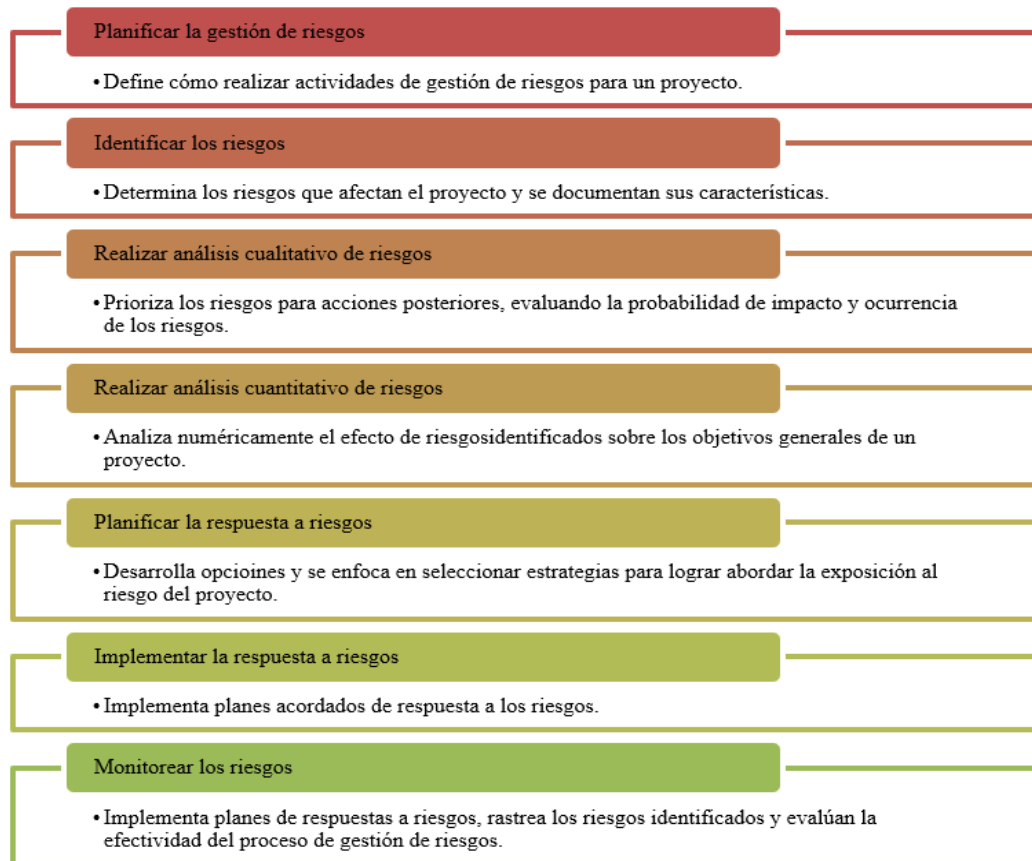 Planificar la gestión de riesgos
• Define cómo realizar actividades de gestión de riesgos para un proyecto.
Identificar los riesgos
• Determina los riesgos que afectan el proyecto y se documentan sus características.
Realizar análisis cualitativo de riesgos
• Prioriza los riesgos para acciones posteriores, evaluando la probabilidad de impacto y ocurrencia
de los riesgos.
Realizar análisis cuantitativo de riesgos
• Analiza numéricamente el efecto de riesgosidentificados sobre los objetivos generales de un
proyecto.
Planificar la respuesta a riesgos
• Desarrolla opcioines y se enfoca en seleccionar estrategias para lograr abordar la exposición al
riesgo del proyecto.
Implementar la respuesta a riesgos
• Implementa planes acordados de respuesta a los riesgos.
Monitorear los riesgos
• Implementa planes de respuestas a riesgos, rastrea los riesgos identificados y evalúan la
efectividad del proceso de gestión de riesgos.